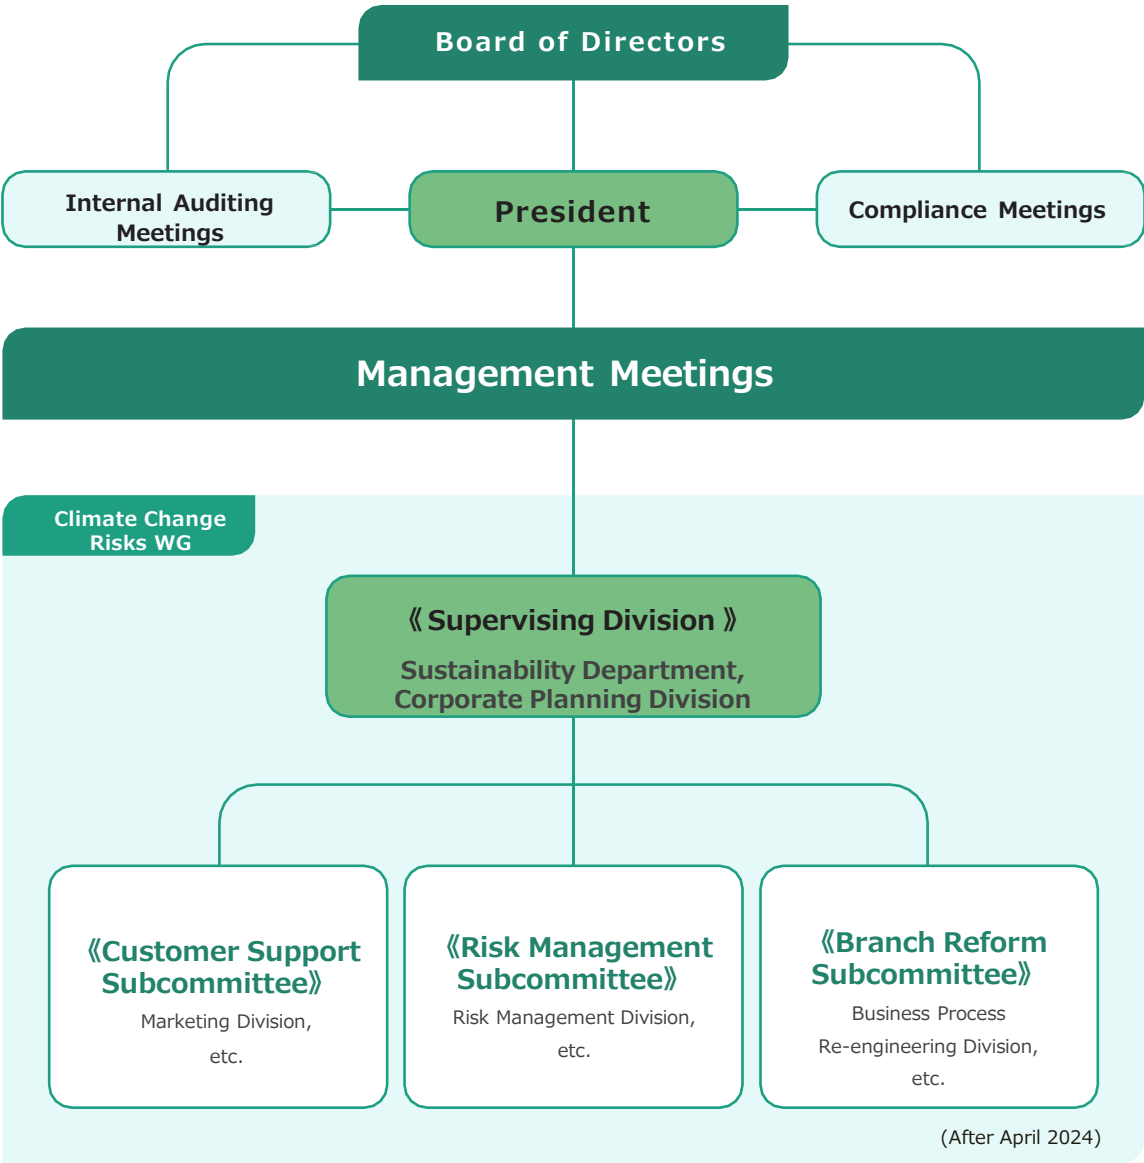 Board of Directors
Internal Auditing
Meetings
President
Compliance Meetings
Management Meetings
Climate Change
Risks WG
《Supervising Division》
Sustainability Department,
Corporate Planning Division
《Customer Support
Subcommittee》
Marketing Division,
etc.
《Risk Management
Subcommittee》
Risk Management Division,
etc.
《Branch Reform
Subcommittee》
Business Process
Re-engineering Division,
etc.
(After April 2024)